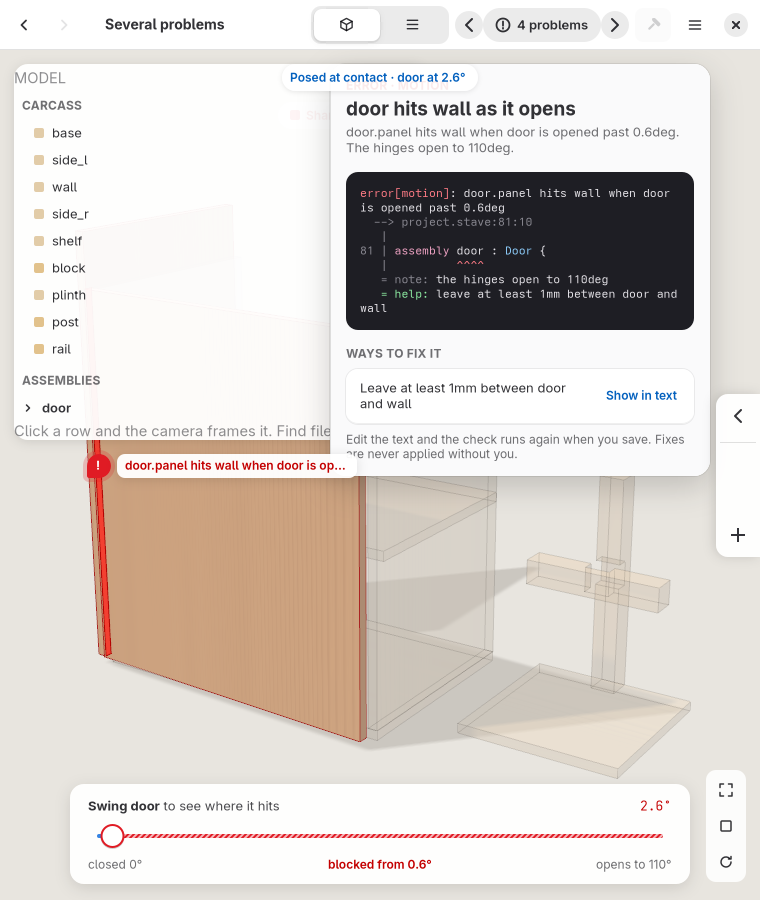 Several problems
4 problems
MODEL
CARCASS
base
side_l
wall
side_r
shelf
block
plinth
post
rail
ASSEMBLIES
door
Click a row and the camera frames it. Find file
Posed at contact · door at 2.6°
ERROR · MOTION
door hits wall as it opens
door.panel hits wall when door is opened past 0.6deg.
The hinges open to 110deg.
error[motion]: door.panel hits wall when door
is opened past 0.6deg
--> project.stave:81:10
|
81 | assembly door : Door {
| ^^^^
= note: the hinges open to 110deg
= help: leave at least 1mm between door and
wall
WAYS TO FIX IT
Leave at least 1mm between door
and wall
Show in text
Edit the text and the check runs again when you save. Fixes
are never applied without you.
! door.panel hits wall when door is op...
Swing door to see where it hits
2.6°
closed 0°
blocked from 0.6°
opens to 110°